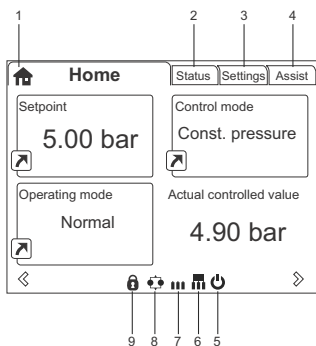 1 2 3 4
Home Status Settings Assist
Setpoint
5.00 bar
Control mode
Const. pressure
Operating mode
Normal
Actual controlled value
4.90 bar
9 8 7 6 5